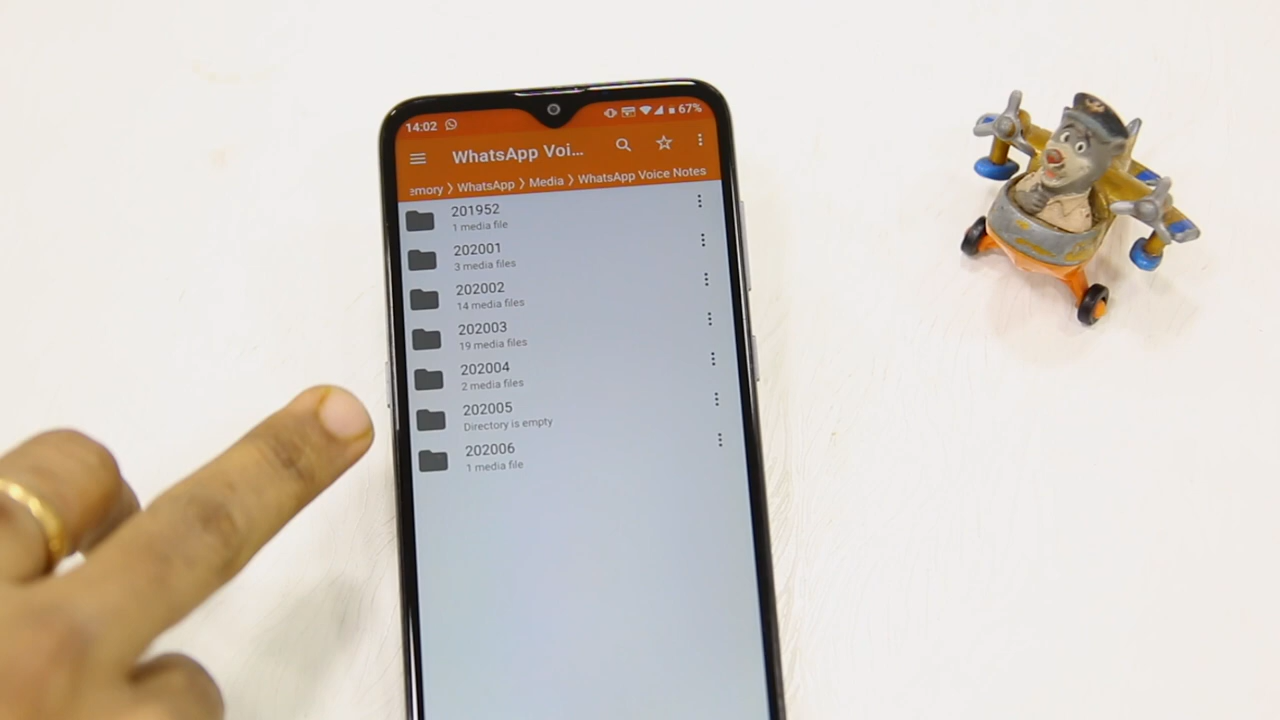 14:02 67%
WhatsApp Voi...
emory > WhatsApp > Media > WhatsApp Voice Notes
201952
1 media file
202001
3 media files
202002
14 media files
202003
19 media files
202004
2 media files
202005
Directory is empty
202006
1 media file